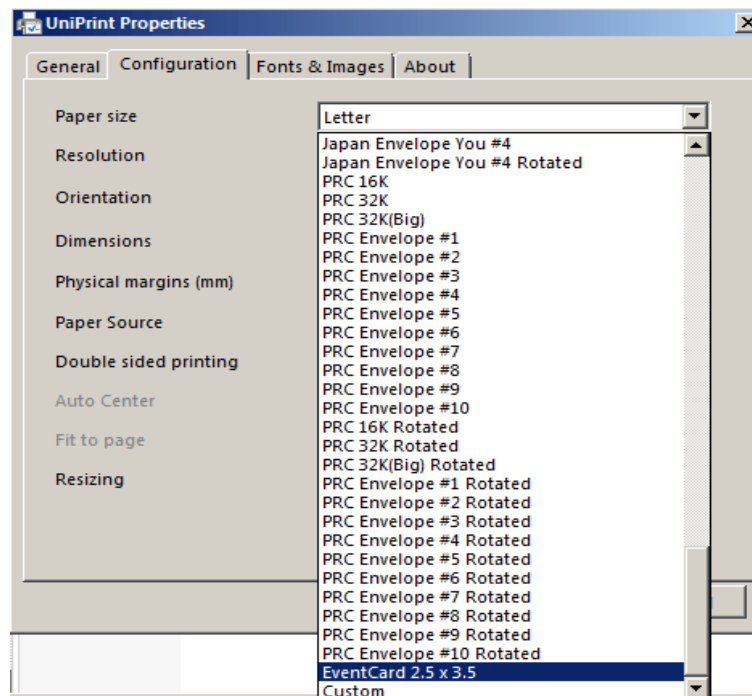 UniPrint Properties
General Configuration Fonts & Images About
Paper size
Letter
Resolution
Orientation
Dimensions
Physical margins (mm)
Paper Source
Double sided printing
Auto Center
Fit to page
Resizing
Japan Envelope You #4
Japan Envelope You #4 Rotated
PRC 16K
PRC 32K
PRC 32K(Big)
PRC Envelope #1
PRC Envelope #2
PRC Envelope #3
PRC Envelope #4
PRC Envelope #5
PRC Envelope #6
PRC Envelope #7
PRC Envelope #8
PRC Envelope #9
PRC Envelope #10
PRC 16K Rotated
PRC 32K Rotated
PRC 32K(Big) Rotated
PRC Envelope #1 Rotated
PRC Envelope #2 Rotated
PRC Envelope #3 Rotated
PRC Envelope #4 Rotated
PRC Envelope #5 Rotated
PRC Envelope #6 Rotated
PRC Envelope #7 Rotated
PRC Envelope #8 Rotated
PRC Envelope #9 Rotated
PRC Envelope #10 Rotated
EventCard 2.5 x 3.5
Custom